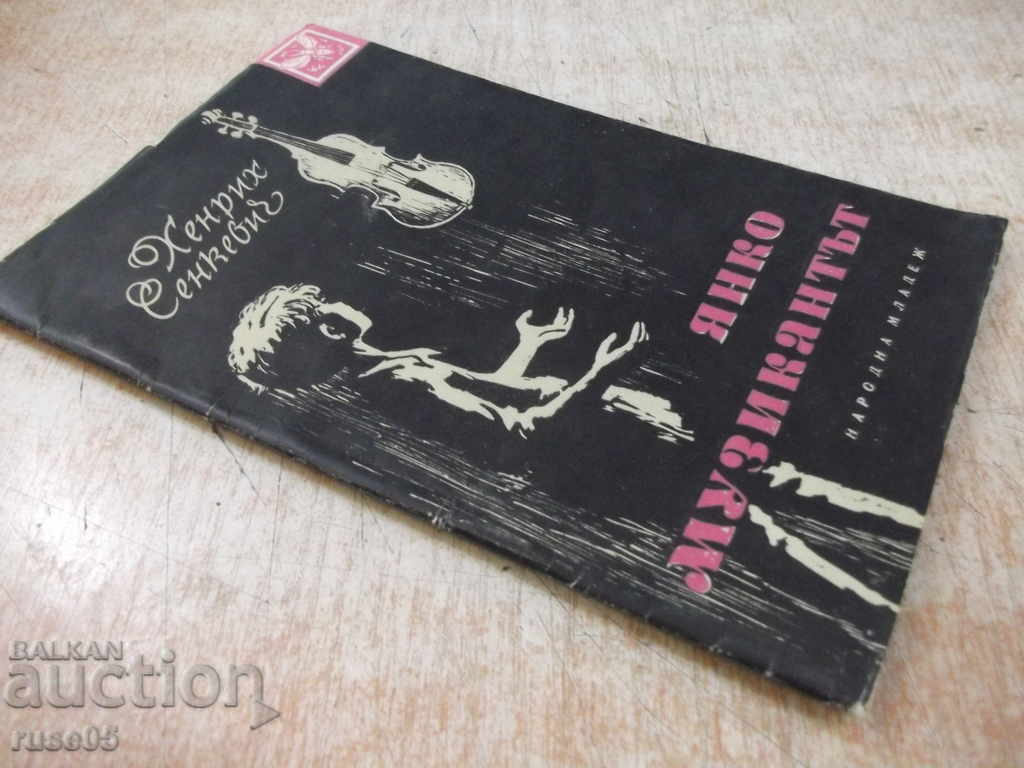 Хенрих
Сенкевич
ЯНКО
МУЗИКАНТЪТ
НАРОДНА МЛАДЕЖ
BALKAN
auction
ruse05